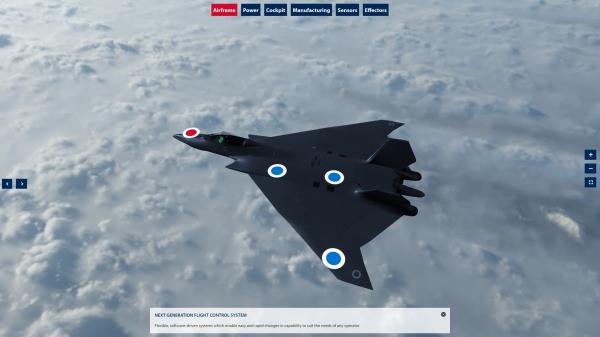 Airframe Power Cockpit Manufacturing Sensors Effectors
NEXT GENERATION FLIGHT CONTROL SYSTEM
Flexible, software driven systems which enable easy and rapid changes in capability to suit the needs of any operator.